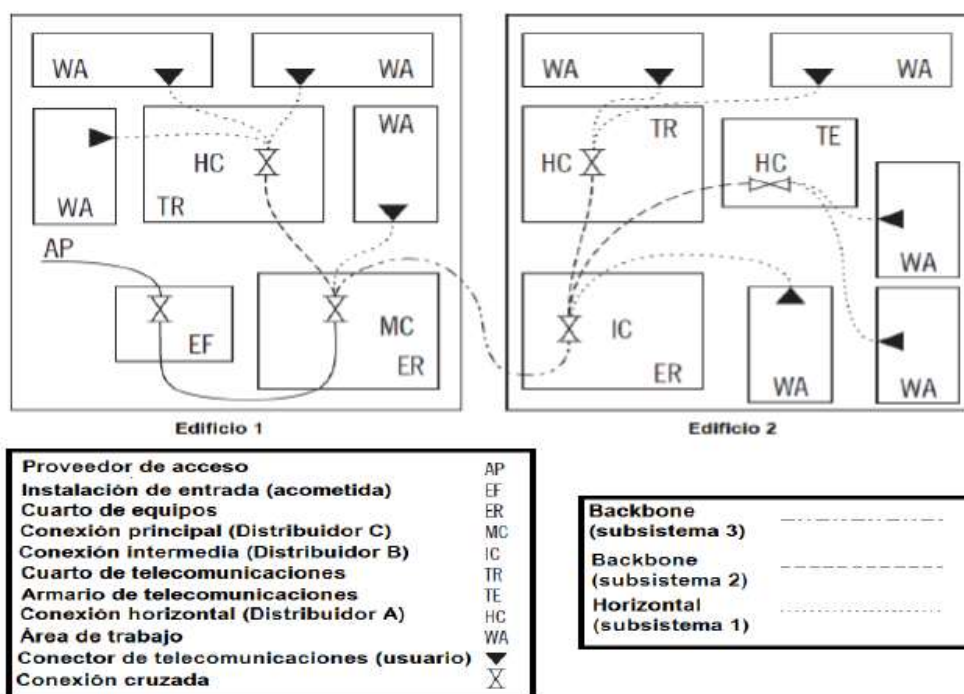 WA
WA
WA
WA
WA
WA
HC
TR
HC
TR
HC
TE
WA
AP
EF
MC
ER
IC
ER
WA
WA
WA
Edificio 1
Edificio 2
Proveedor de acceso AP
Instalación de entrada (acometida) EF
Cuarto de equipos ER
Conexión principal (Distribuidor C) MC
Conexión intermedia (Distribuidor B) IC
Cuarto de telecomunicaciones TR
Armario de telecomunicaciones TE
Conexión horizontal (Distribuidor A) HC
Área de trabajo WA
Conector de telecomunicaciones (usuario)
Conexión cruzada
Backbone
(subsistema 3)
Backbone
(subsistema 2)
Horizontal
(subsistema 1)